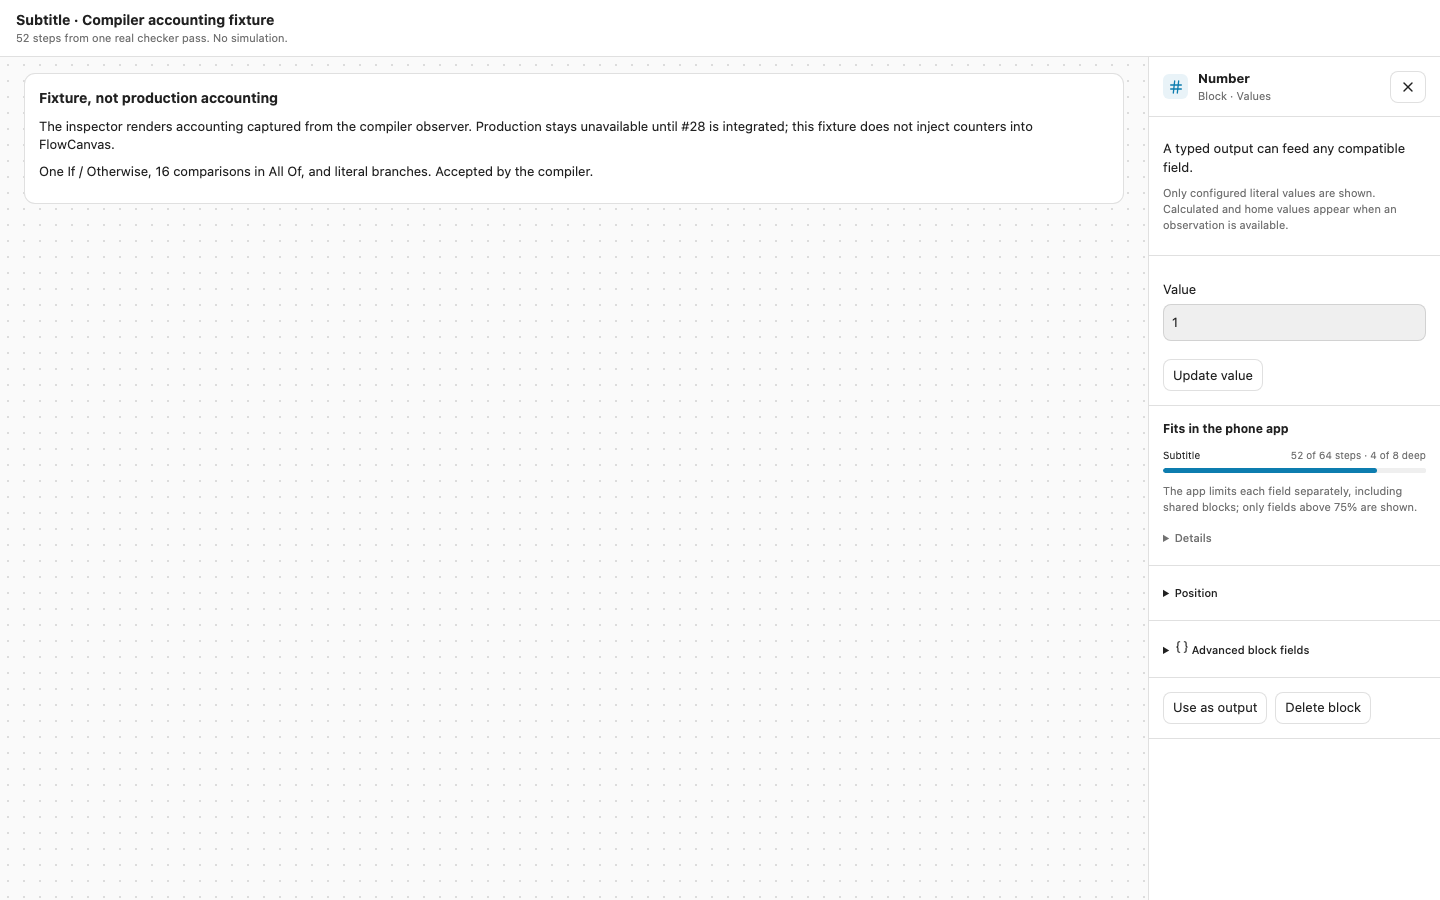 Subtitle · Compiler accounting fixture
52 steps from one real checker pass. No simulation.
Fixture, not production accounting
The inspector renders accounting captured from the compiler observer. Production stays unavailable until #28 is integrated; this fixture does not inject counters into
FlowCanvas.
One If / Otherwise, 16 comparisons in All Of, and literal branches. Accepted by the compiler.
Number
Block · Values
A typed output can feed any compatible
field.
Only configured literal values are shown.
Calculated and home values appear when an
observation is available.
Value
1
Update value
Fits in the phone app
Subtitle 52 of 64 steps · 4 of 8 deep
The app limits each field separately, including
shared blocks; only fields above 75% are shown.
Details
Position
{ } Advanced block fields
Use as output Delete block